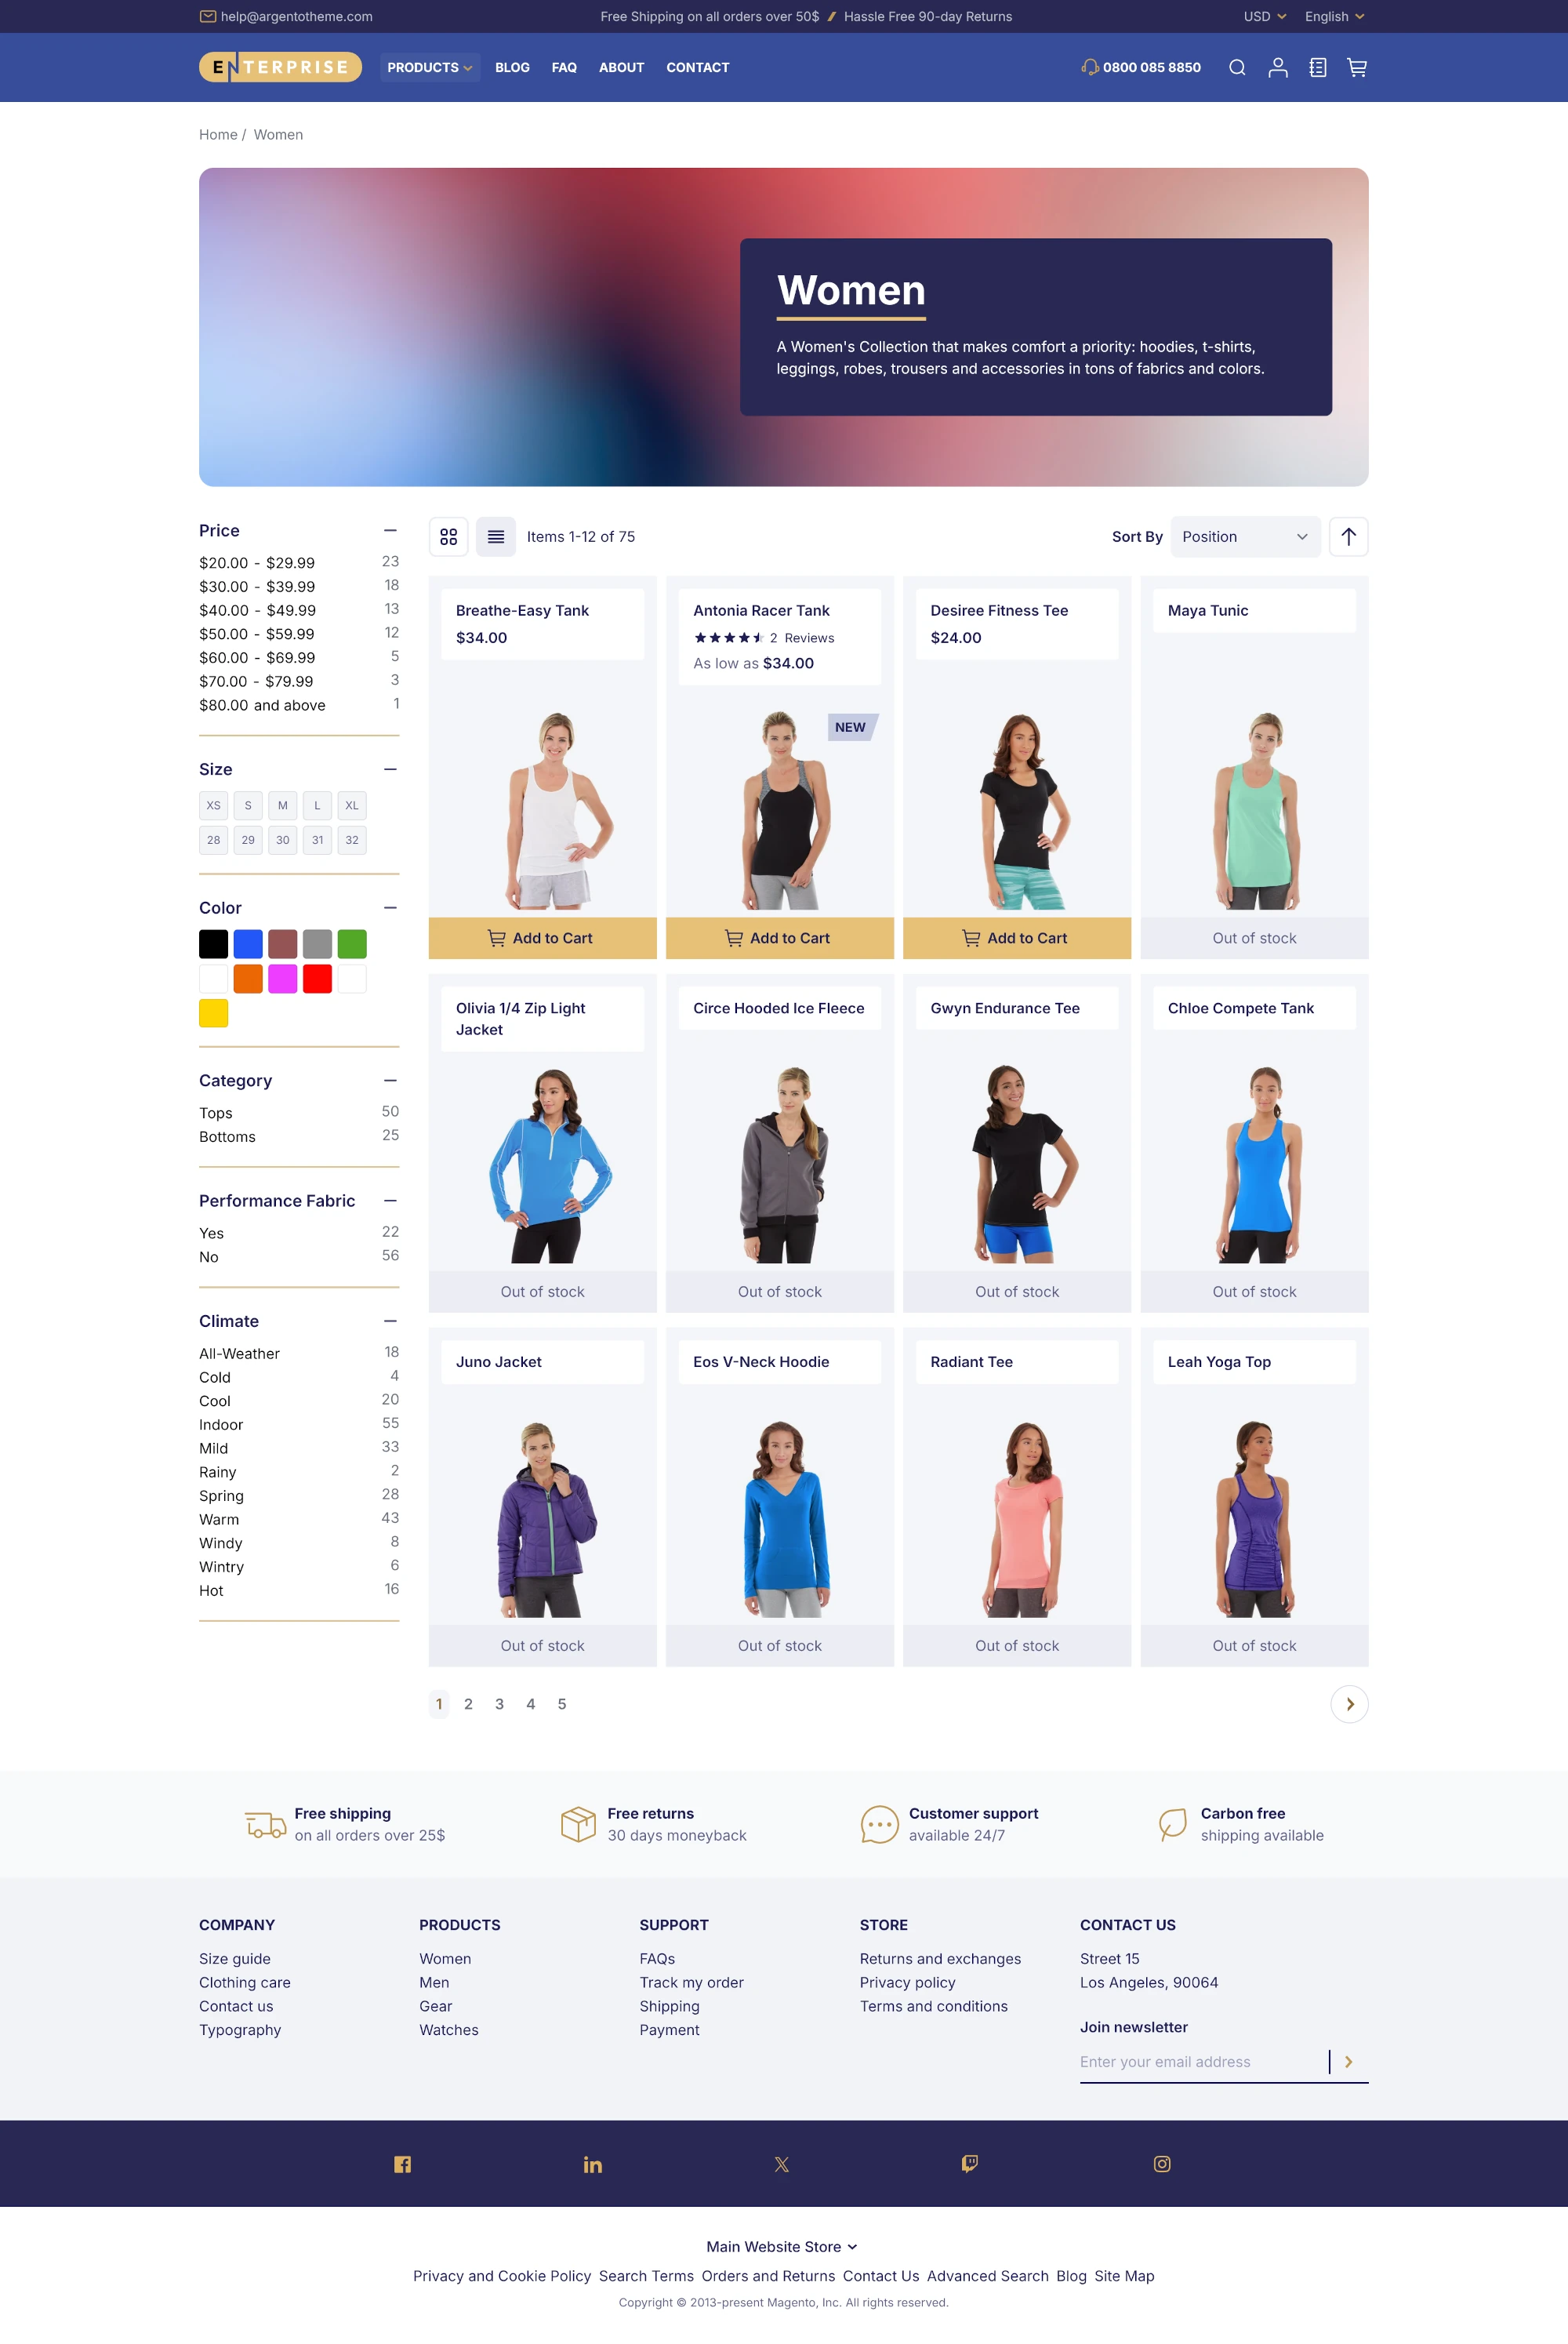 help@argentotheme.com
Free Shipping on all orders over 50$ Hassle Free 90-day Returns
USD English
ENTERPRISE
PRODUCTS BLOG FAQ ABOUT CONTACT
0800 085 8850
Home / Women
Women
A Women's Collection that makes comfort a priority: hoodies, t-shirts,
leggings, robes, trousers and accessories in tons of fabrics and colors.
Price
$20.00 - $29.99 23
$30.00 - $39.99 18
$40.00 - $49.99 13
$50.00 - $59.99 12
$60.00 - $69.99 5
$70.00 - $79.99 3
$80.00 and above 1
Size
XS S M L XL
28 29 30 31 32
Color
Category
Tops 50
Bottoms 25
Performance Fabric
Yes 22
No 56
Climate
All-Weather 18
Cold 4
Cool 20
Indoor 55
Mild 33
Rainy 2
Spring 28
Warm 43
Windy 8
Wintry 6
Hot 16
Items 1-12 of 75
Sort By Position
Breathe-Easy Tank
$34.00
Add to Cart
Antonia Racer Tank
2 Reviews
As low as $34.00
NEW
Add to Cart
Desiree Fitness Tee
$24.00
Add to Cart
Maya Tunic
Out of stock
Olivia 1/4 Zip Light
Jacket
Out of stock
Circe Hooded Ice Fleece
Out of stock
Gwyn Endurance Tee
Out of stock
Chloe Compete Tank
Out of stock
Juno Jacket
Out of stock
Eos V-Neck Hoodie
Out of stock
Radiant Tee
Out of stock
Leah Yoga Top
Out of stock
1 2 3 4 5
Free shipping
on all orders over 25$
Free returns
30 days moneyback
Customer support
available 24/7
Carbon free
shipping available
COMPANY
Size guide
Clothing care
Contact us
Typography
PRODUCTS
Women
Men
Gear
Watches
SUPPORT
FAQs
Track my order
Shipping
Payment
STORE
Returns and exchanges
Privacy policy
Terms and conditions
CONTACT US
Street 15
Los Angeles, 90064
Join newsletter
Enter your email address
Main Website Store
Privacy and Cookie Policy Search Terms Orders and Returns Contact Us Advanced Search Blog Site Map
Copyright © 2013-present Magento, Inc. All rights reserved.